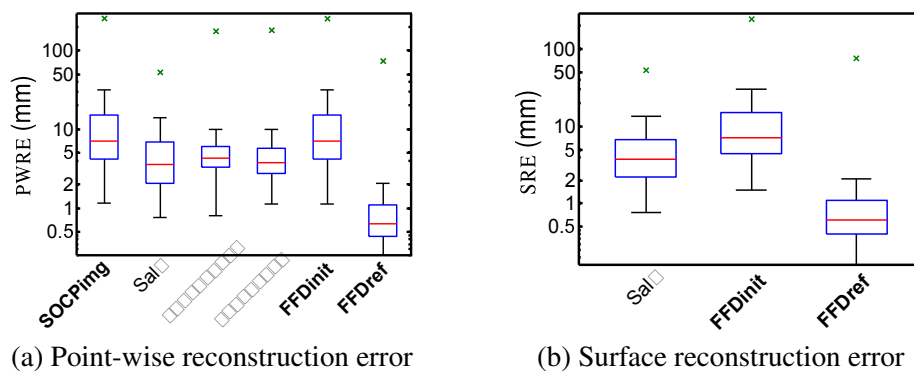 100
50
10
5
2
1
0.5
PWRE (mm)
SOCPimg
Sal
FFDinit
FFDref
(a) Point-wise reconstruction error
100
50
10
5
2
1
0.5
SRE (mm)
Sal
FFDinit
FFDref
(b) Surface reconstruction error